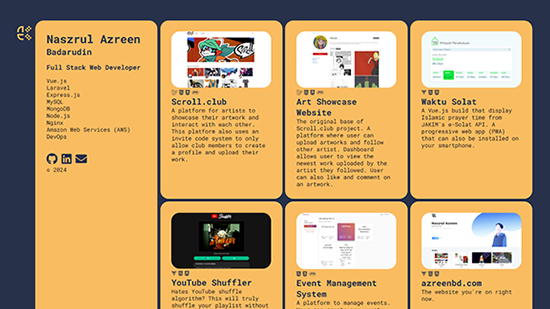 Naszrul Azreen
Badarudin
Full Stack Web Developer
Vue.js
Laravel
Express.js
MySQL
MongoDB
Node.js
Nginx
Amazon Web Services (AWS)
DevOps
© 2024
Scroll.club
A platform for artists to
showcase their artwork and
interact with each other.
This platform also uses an
invite code system to only
allow club members to create
a profile and upload their
work.
Art Showcase
Website
The original base of
Scroll.club project. A
platform where user can
upload artworks and follow
other artist. Dashboard
allows user to view the
newest work uploaded by the
artist they followed. User
can also like and comment on
an artwork.
Waktu Solat
A Vue.js build that display
Islamic prayer time from
JAKIM's e-Solat API. A
progressive web app (PWA)
that can also be installed on
your smartphone.
YouTube Shuffler
Hates YouTube shuffle
algorithm? This will truly
shuffle your playlist without
Event Management
System
A platform to manage events.
azreenbd.com
The website you're on right
now.